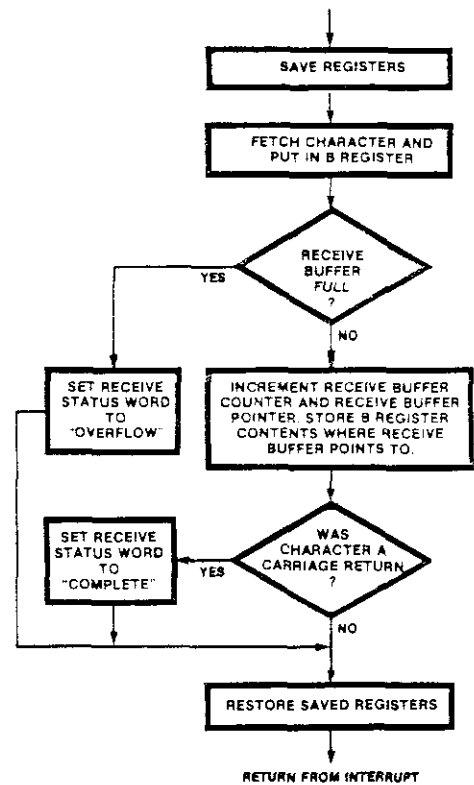 SAVE REGISTERS
FETCH CHARACTER AND
PUT IN B REGISTER
RECEIVE
BUFFER
FULL
?
YES
NO
SET RECEIVE
STATUS WORD
TO
"OVERFLOW"
INCREMENT RECEIVE BUFFER
COUNTER AND RECEIVE BUFFER
POINTER. STORE B REGISTER
CONTENTS WHERE RECEIVE
BUFFER POINTS TO.
WAS
CHARACTER A
CARRIAGE RETURN
?
YES
SET RECEIVE
STATUS WORD
TO
"COMPLETE"
NO
RESTORE SAVED REGISTERS
RETURN FROM INTERRUPT